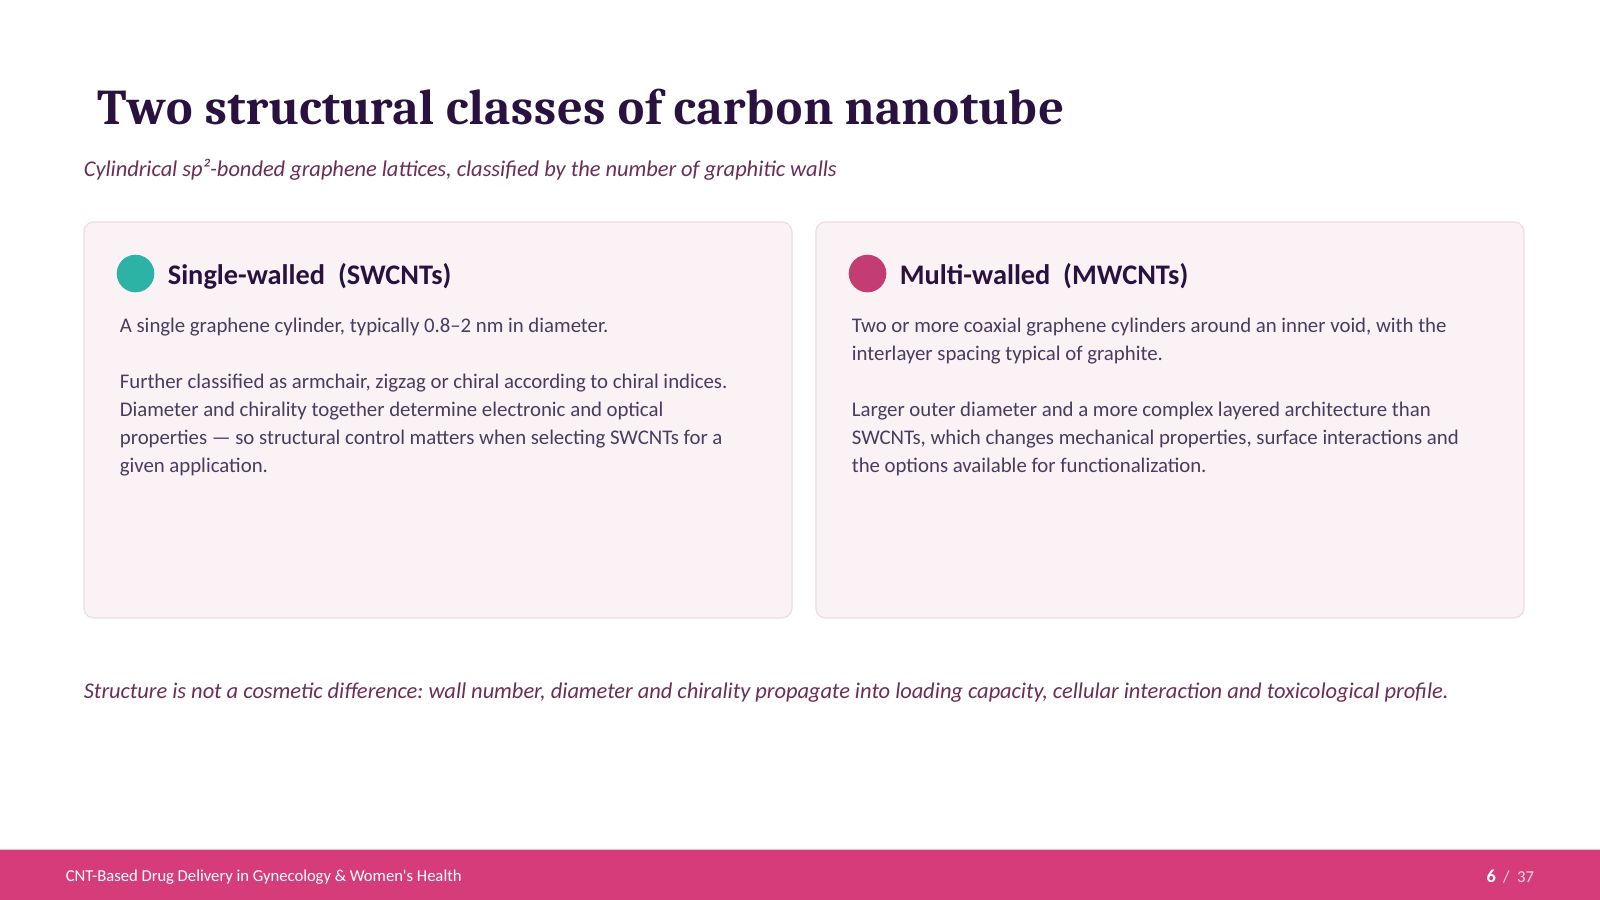 Two structural classes of carbon nanotube
Cylindrical sp²-bonded graphene lattices, classified by the number of graphitic walls
Single-walled (SWCNTs)
A single graphene cylinder, typically 0.8–2 nm in diameter.
Further classified as armchair, zigzag or chiral according to chiral indices.
Diameter and chirality together determine electronic and optical
properties — so structural control matters when selecting SWCNTs for a
given application.
Multi-walled (MWCNTs)
Two or more coaxial graphene cylinders around an inner void, with the
interlayer spacing typical of graphite.
Larger outer diameter and a more complex layered architecture than
SWCNTs, which changes mechanical properties, surface interactions and
the options available for functionalization.
Structure is not a cosmetic difference: wall number, diameter and chirality propagate into loading capacity, cellular interaction and toxicological profile.
CNT-Based Drug Delivery in Gynecology & Women's Health
6 / 37